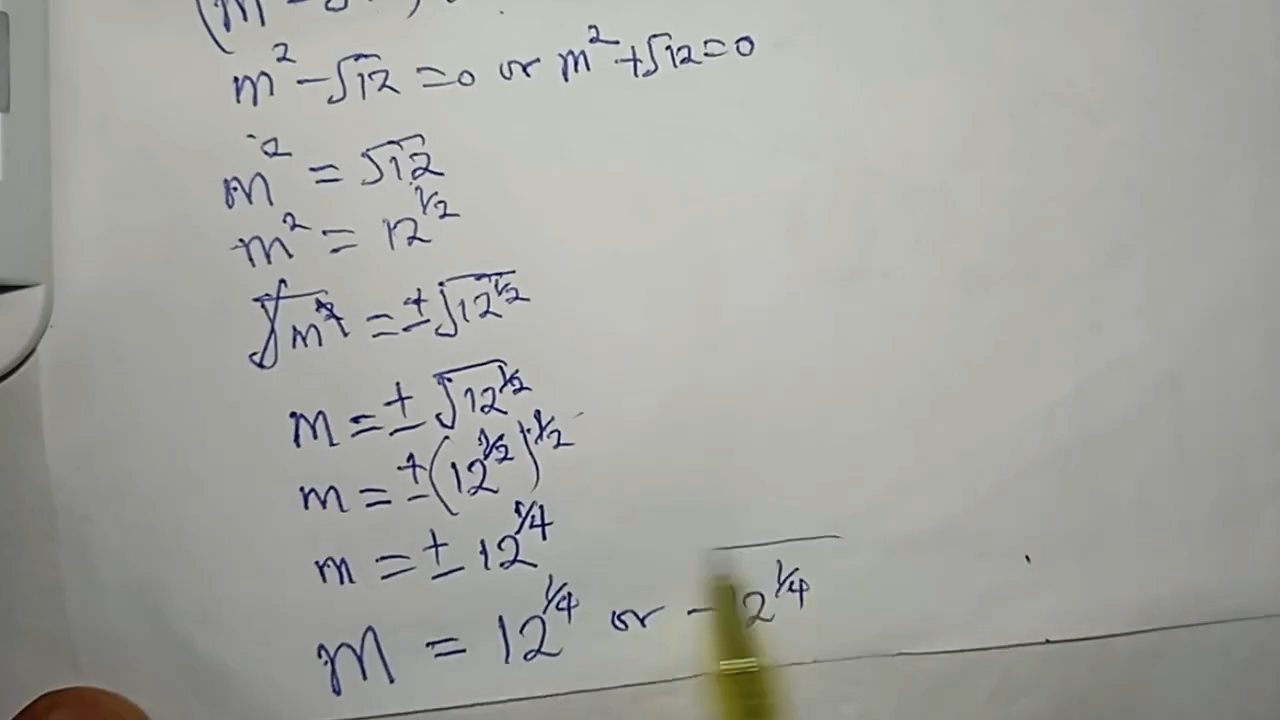 m² - √12 = 0 or m² + √12 = 0
m² = √12
m² = 12^1/2
√m² = ± √12^1/2
m = ± √12^1/2
m = ± (12^1/2)^1/2
m = ± 12^1/4
m = 12^1/4 or -12^1/4